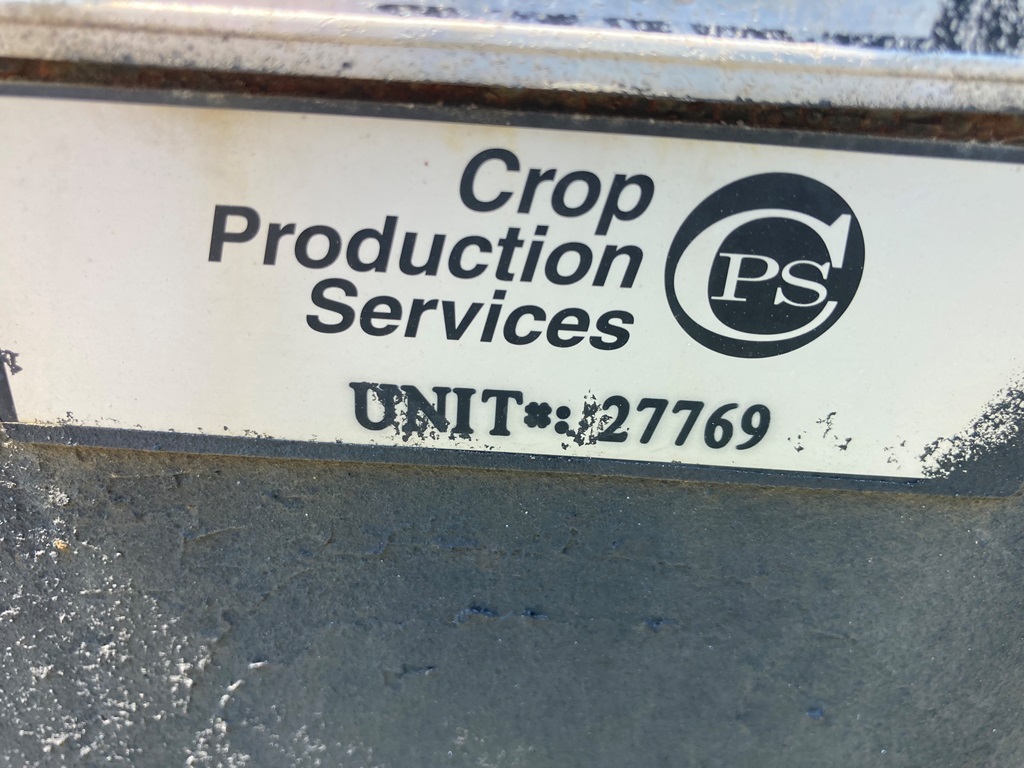 Crop
Production
Services
CPS
UNIT#: 27769